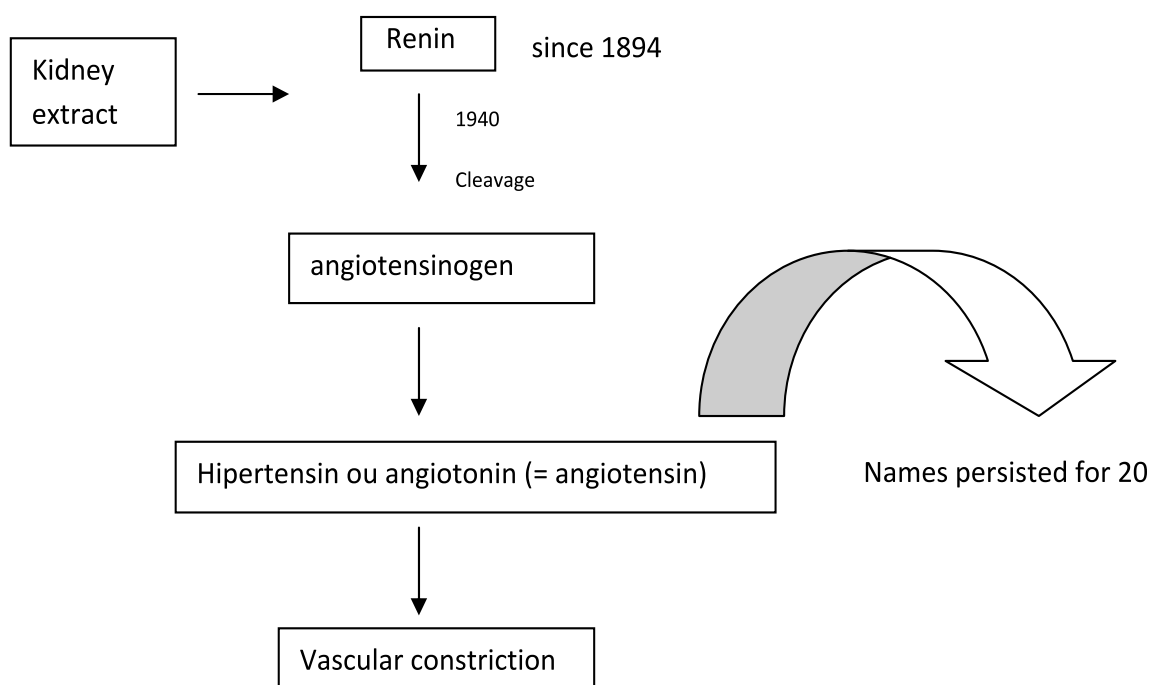 Renin
since 1894
Kidney
extract
1940
Cleavage
angiotensinogen
Hipertensin ou angiotonin (= angiotensin)
Names persisted for 20
Vascular constriction